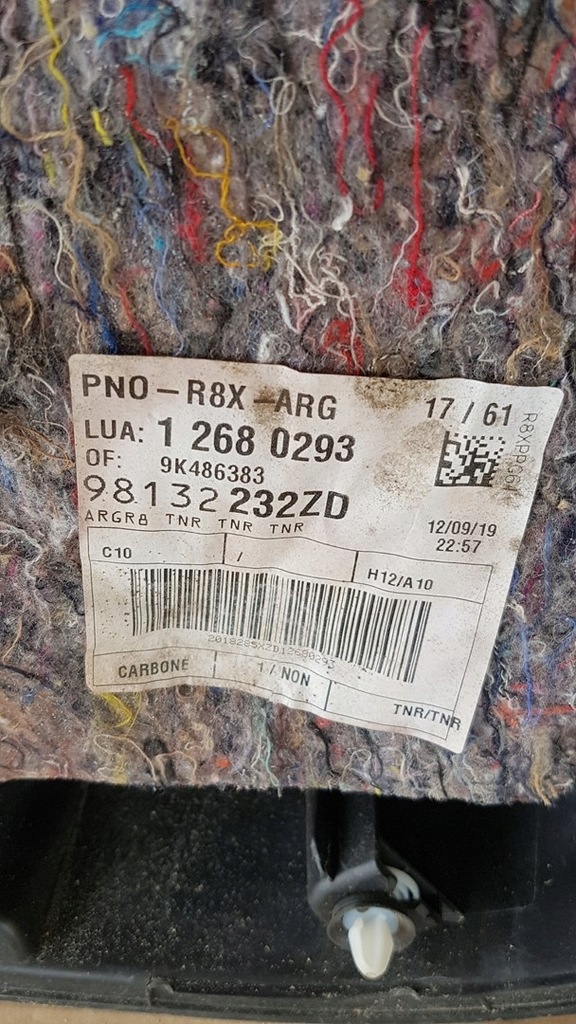 PNO - R8X - ARG
17 / 61
LUA: 1 268 0293
OF: 9K486383
98132232ZD
ARGR8 TNR TNR TNR
12/09/19
22:57
C10
/
H12/A10
CARBONE
1 / NON
TNR/TNR